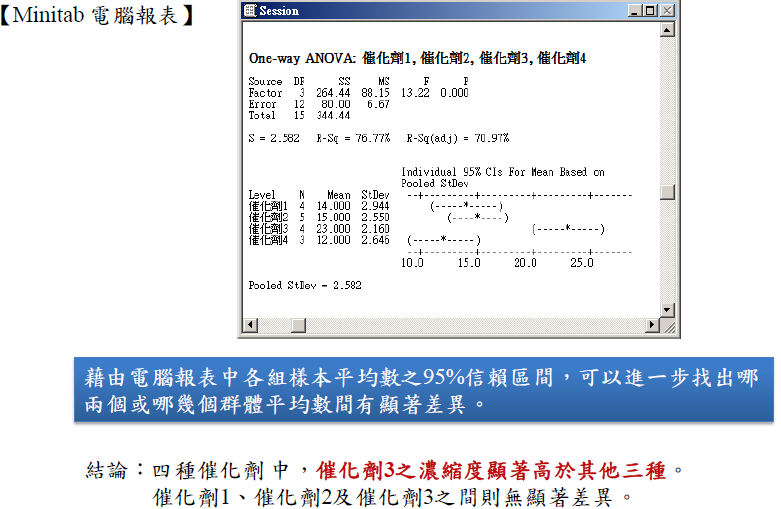 【Minitab 電腦報表】
Session
One-way ANOVA: 催化劑1, 催化劑2, 催化劑3, 催化劑4
Source DF SS MS F P
Factor 3 264.44 88.15 13.22 0.000
Error 12 80.00 6.67
Total 15 344.44
S = 2.582 R-Sq = 76.77% R-Sq(adj) = 70.97%
Individual 95% CIs For Mean Based on
Pooled StDev
Level N Mean StDev --+---------+---------+---------+-------
催化劑1 4 14.000 2.944 (-----*-----)
催化劑2 5 15.000 2.550 (----*----)
催化劑3 4 23.000 2.160 (-----*-----)
催化劑4 3 12.000 2.646 (-----*-----)
--+---------+---------+---------+-------
10.0 15.0 20.0 25.0
Pooled StDev = 2.582
藉由電腦報表中各組樣本平均數之95%信賴區間，可以進一步找出哪
兩個或哪幾個群體平均數間有顯著差異。
結論：四種催化劑中，催化劑3之濃縮度顯著高於其他三種。
催化劑1、催化劑2及催化劑3之間則無顯著差異。